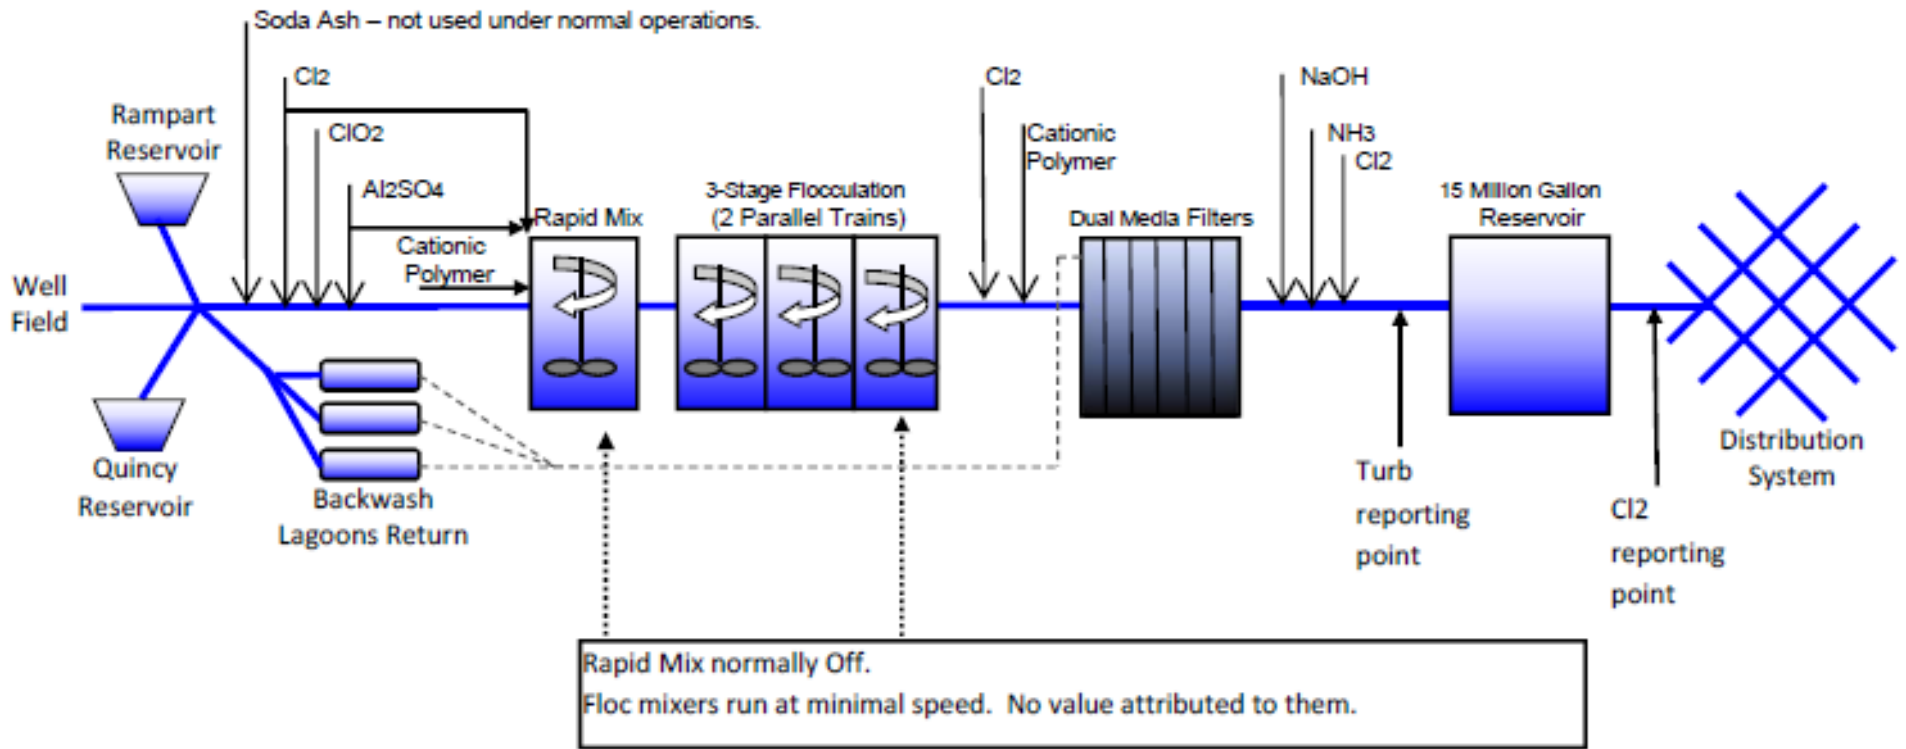 Soda Ash – not used under normal operations.
Cl2
ClO2
Al2SO4
Cationic
Polymer
Rampart
Reservoir
Well
Field
Quincy
Reservoir
Backwash
Lagoons Return
Rapid Mix
3-Stage Flocculation
(2 Parallel Trains)
Cl2
Cationic
Polymer
Dual Media Filters
NaOH
NH3
Cl2
15 Million Gallon
Reservoir
Turb
reporting
point
Cl2
reporting
point
Distribution
System
Rapid Mix normally Off.
Floc mixers run at minimal speed.  No value attributed to them.